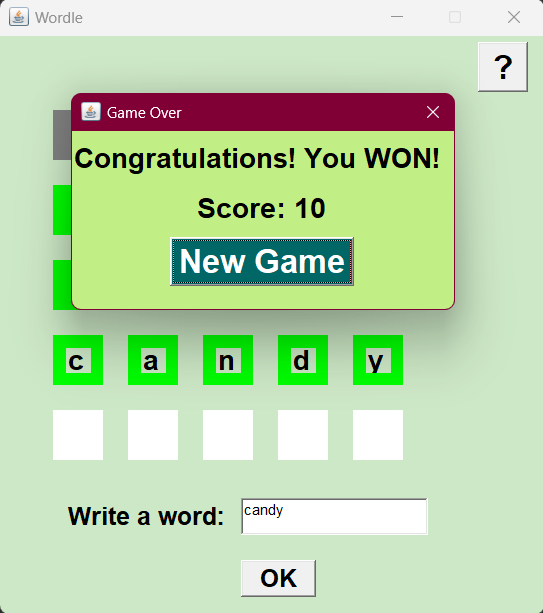 Wordle
?
Game Over
Congratulations! You WON!
Score: 10
New Game
c a n d y
Write a word: candy
OK